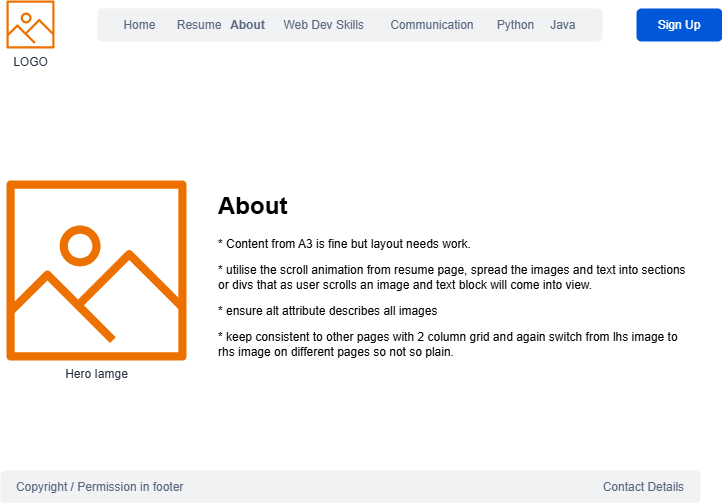 Home Resume About Web Dev Skills Communication Python Java Sign Up
LOGO
About
* Content from A3 is fine but layout needs work.
* utilise the scroll animation from resume page, spread the images and text into sections
or divs that as user scrolls an image and text block will come into view.
* ensure alt attribute describes all images
* keep consistent to other pages with 2 column grid and again switch from lhs image to
rhs image on different pages so not so plain.
Hero Iamge
Copyright / Permission in footer Contact Details